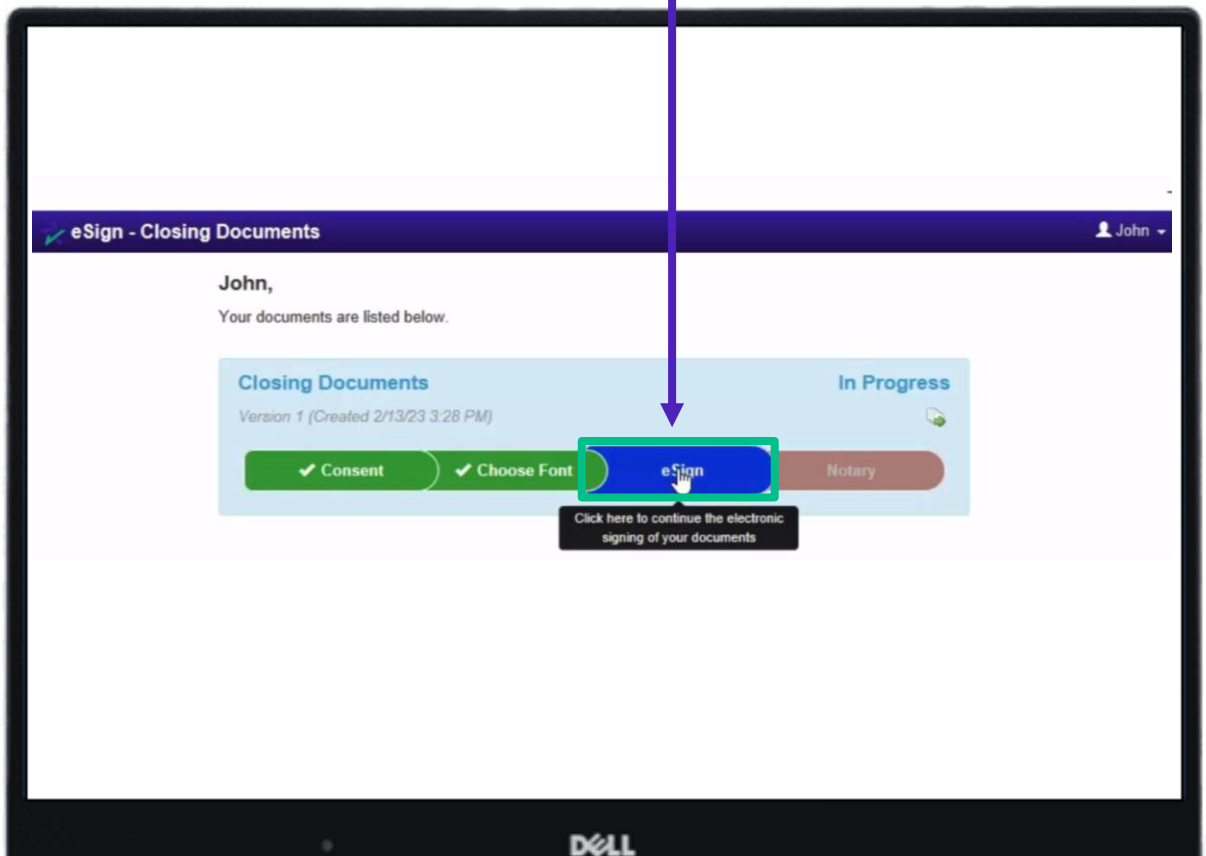 eSign - Closing Documents
John
John,
Your documents are listed below.
Closing Documents
In Progress
Version 1 (Created 2/13/23 3:28 PM)
✔ Consent
✔ Choose Font
eSign
Notary
Click here to continue the electronic
signing of your documents
DELL